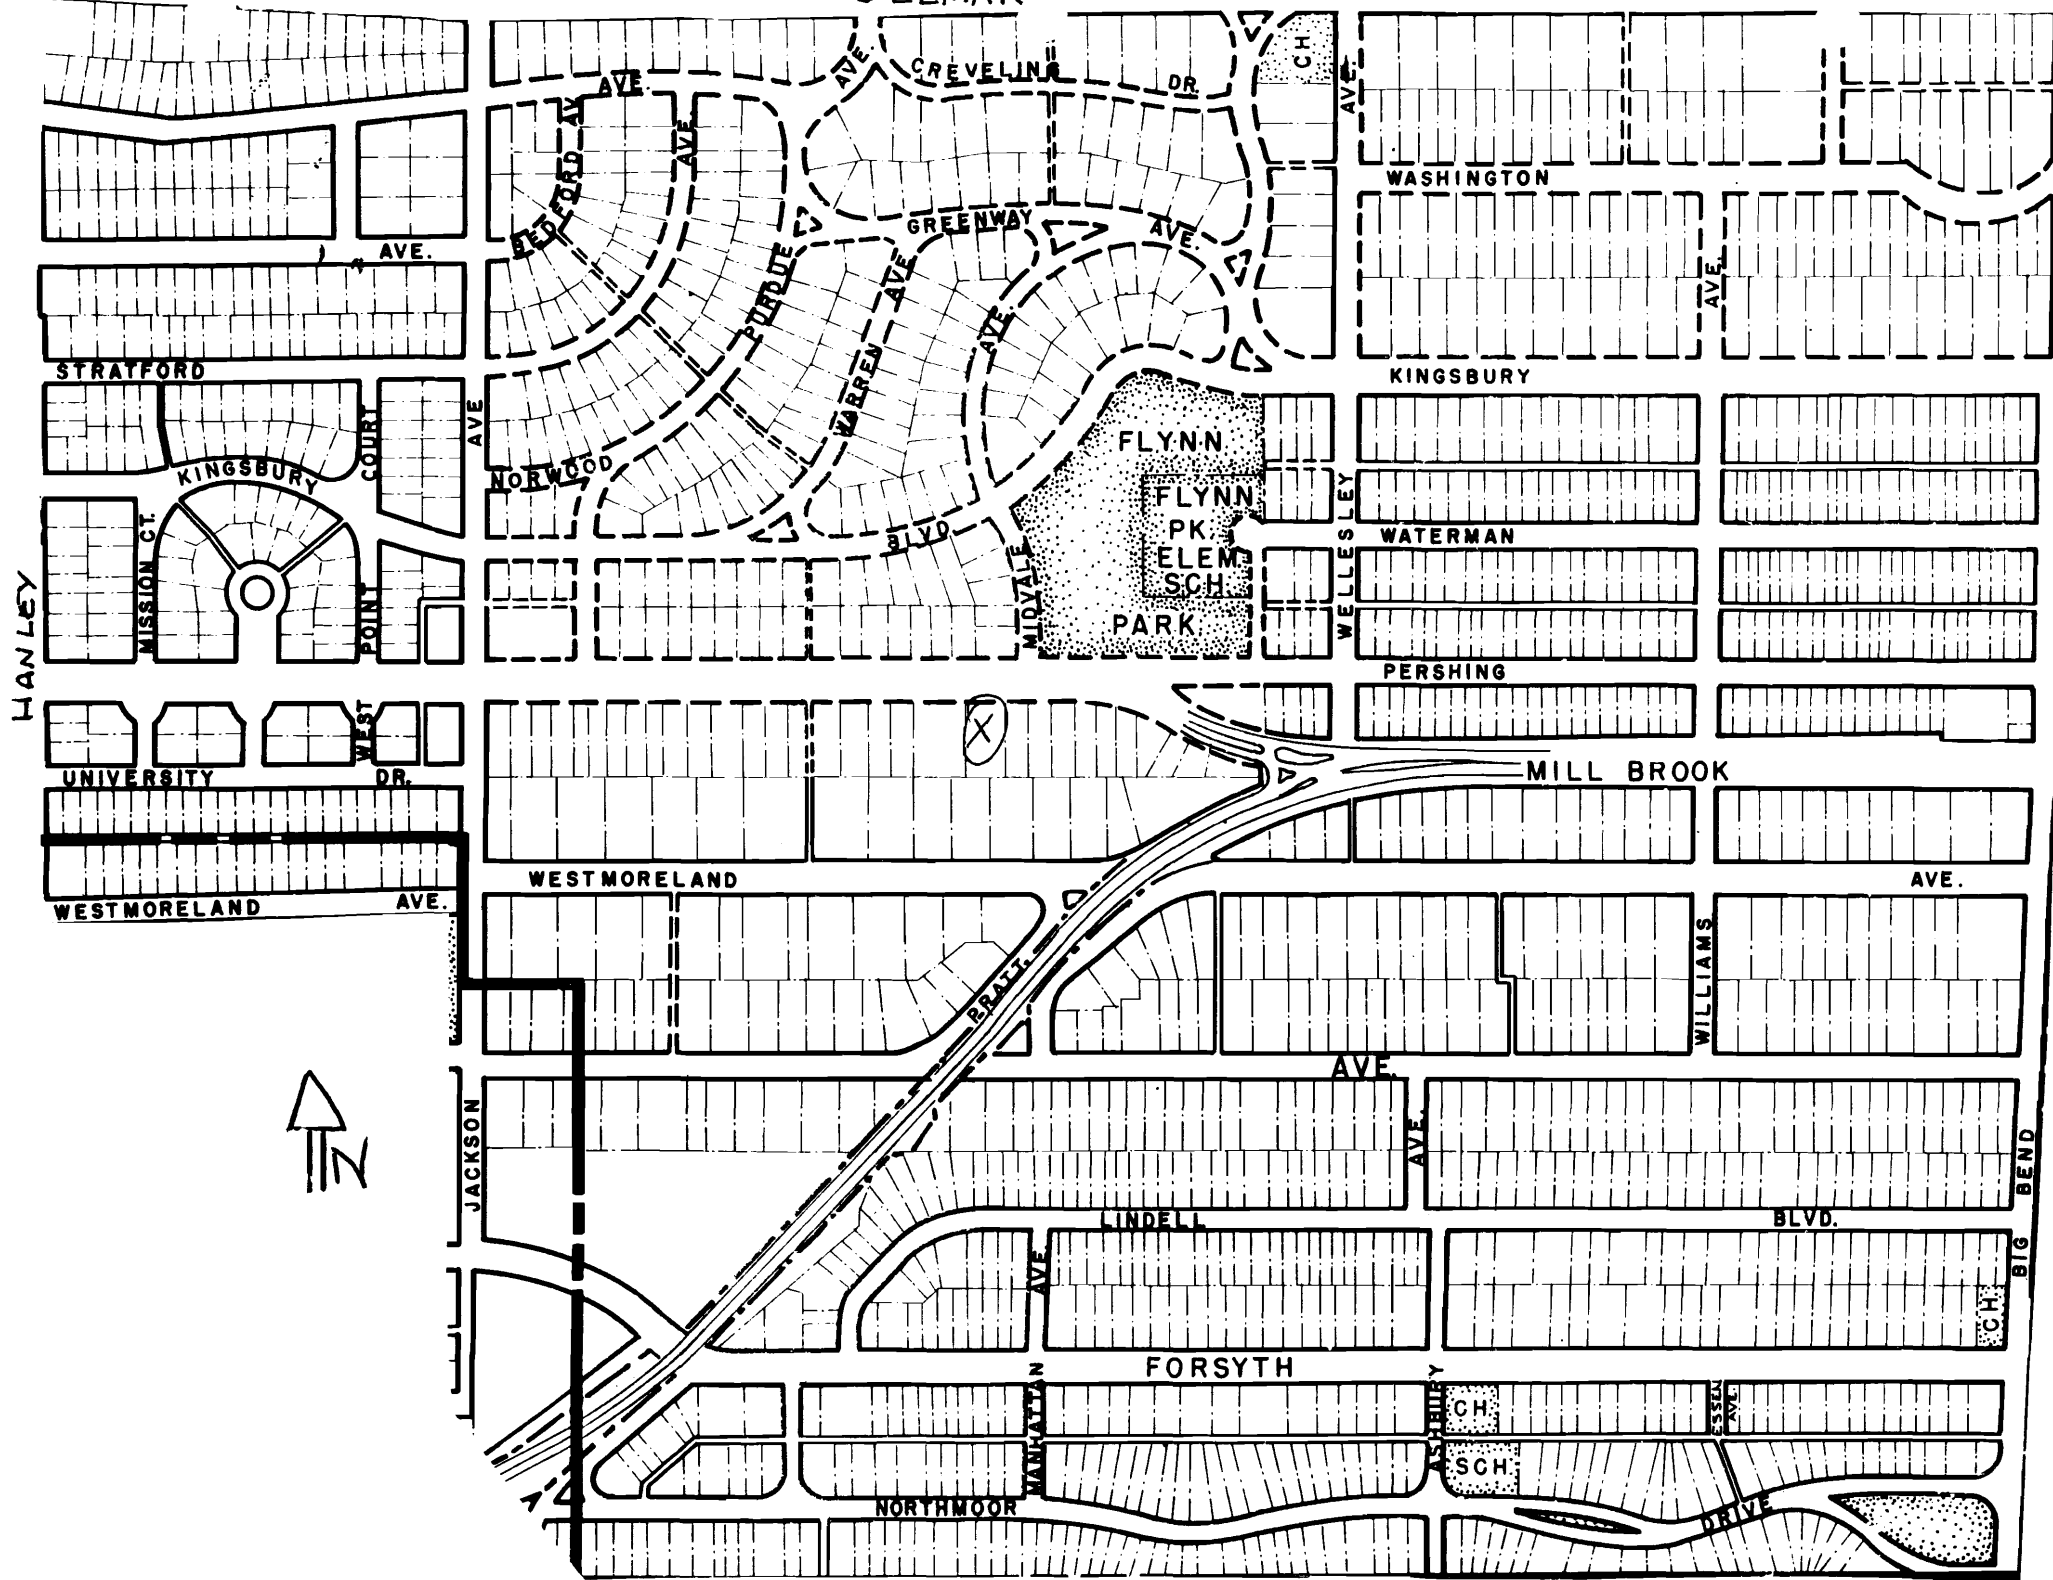 AVE.
CREVELING
DR.
CH
AVE.
AVE.
BEDFORD AV
AVE.
WASHINGTON
AVE.
GREENWAY
AVE.
PURDUE
AVE.
AVE.
WARREN
AVE.
STRATFORD
KINGSBURY
COURT
AVE
NORWOOD
KINGSBURY
FLYNN
FLYNN
PK.
ELEM.
SCH.
PARK
WELLESLEY
WATERMAN
BLVD
MIDVALE
MISSION CT.
HANLEY
POINT
PERSHING
WEST
X
UNIVERSITY
DR.
MILL BROOK
WESTMORELAND
AVE.
WESTMORELAND
AVE.
WILLIAMS
PRATT
AVE.
N
JACKSON
AVE.
BIG BEND
LINDELL
BLVD.
AVE.
CH
FORSYTH
MANHATTAN
ASHBURY
CH
ESSEX
AVE.
SCH
NORTHMOOR
DRIVE